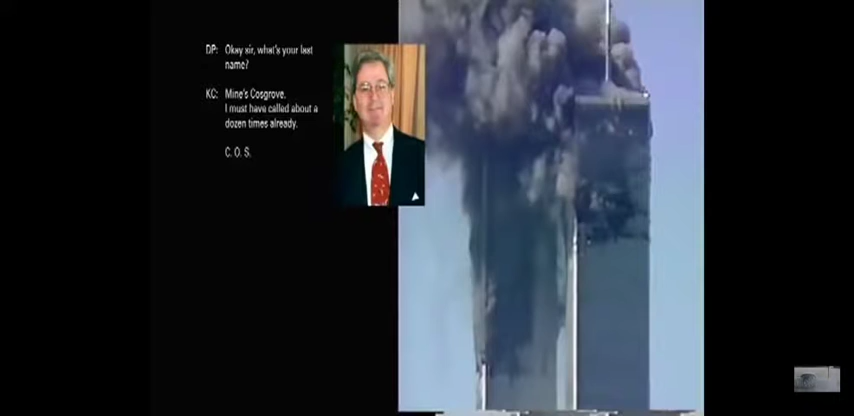 DP: Okay sir, what's your last
name?
KC: Mine's Cosgrove.
I must have called about a
dozen times already.
C. O. S.